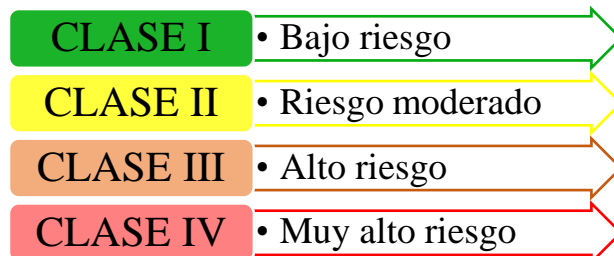 CLASE I • Bajo riesgo
CLASE II • Riesgo moderado
CLASE III • Alto riesgo
CLASE IV • Muy alto riesgo